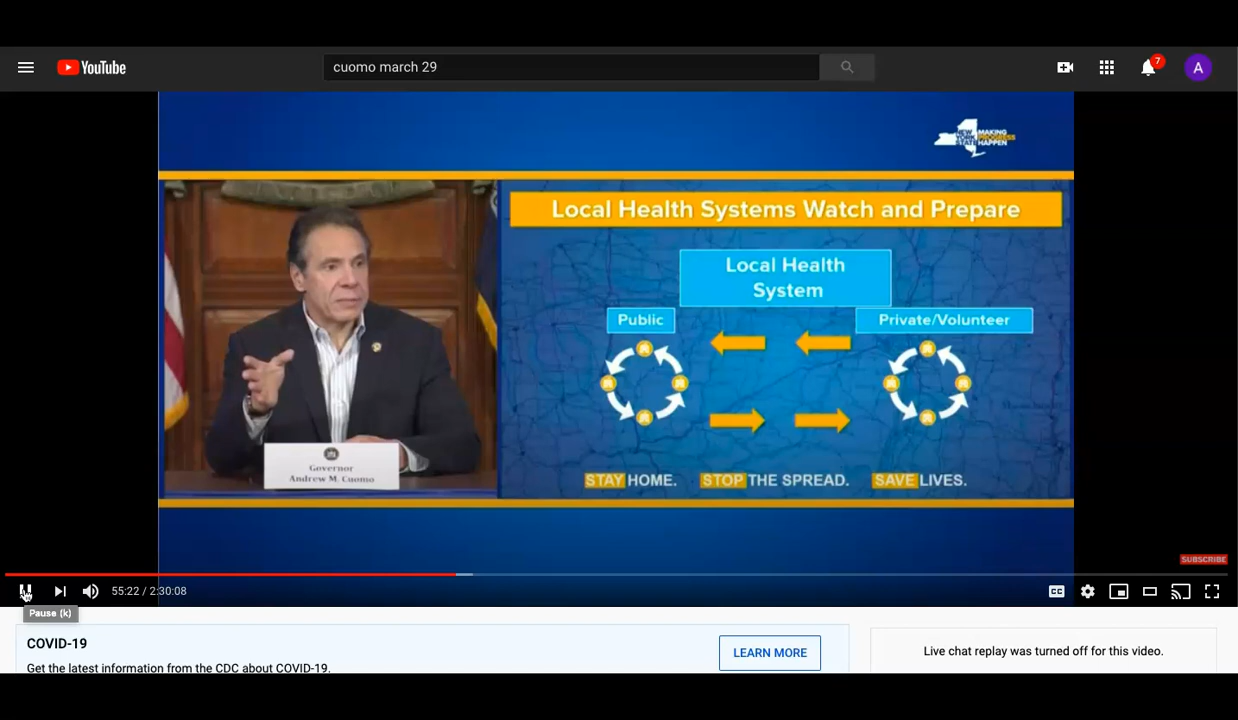 YouTube
cuomo march 29
7
A
NEW YORK STATE
MAKING PROGRESS HAPPEN
Local Health Systems Watch and Prepare
Local Health
System
Public
Private/Volunteer
Governor
Andrew M. Cuomo
STAY HOME. STOP THE SPREAD. SAVE LIVES.
SUBSCRIBE
55:22 / 2:30:08
CC
Pause (k)
COVID-19
Get the latest information from the CDC about COVID-19.
LEARN MORE
Live chat replay was turned off for this video.